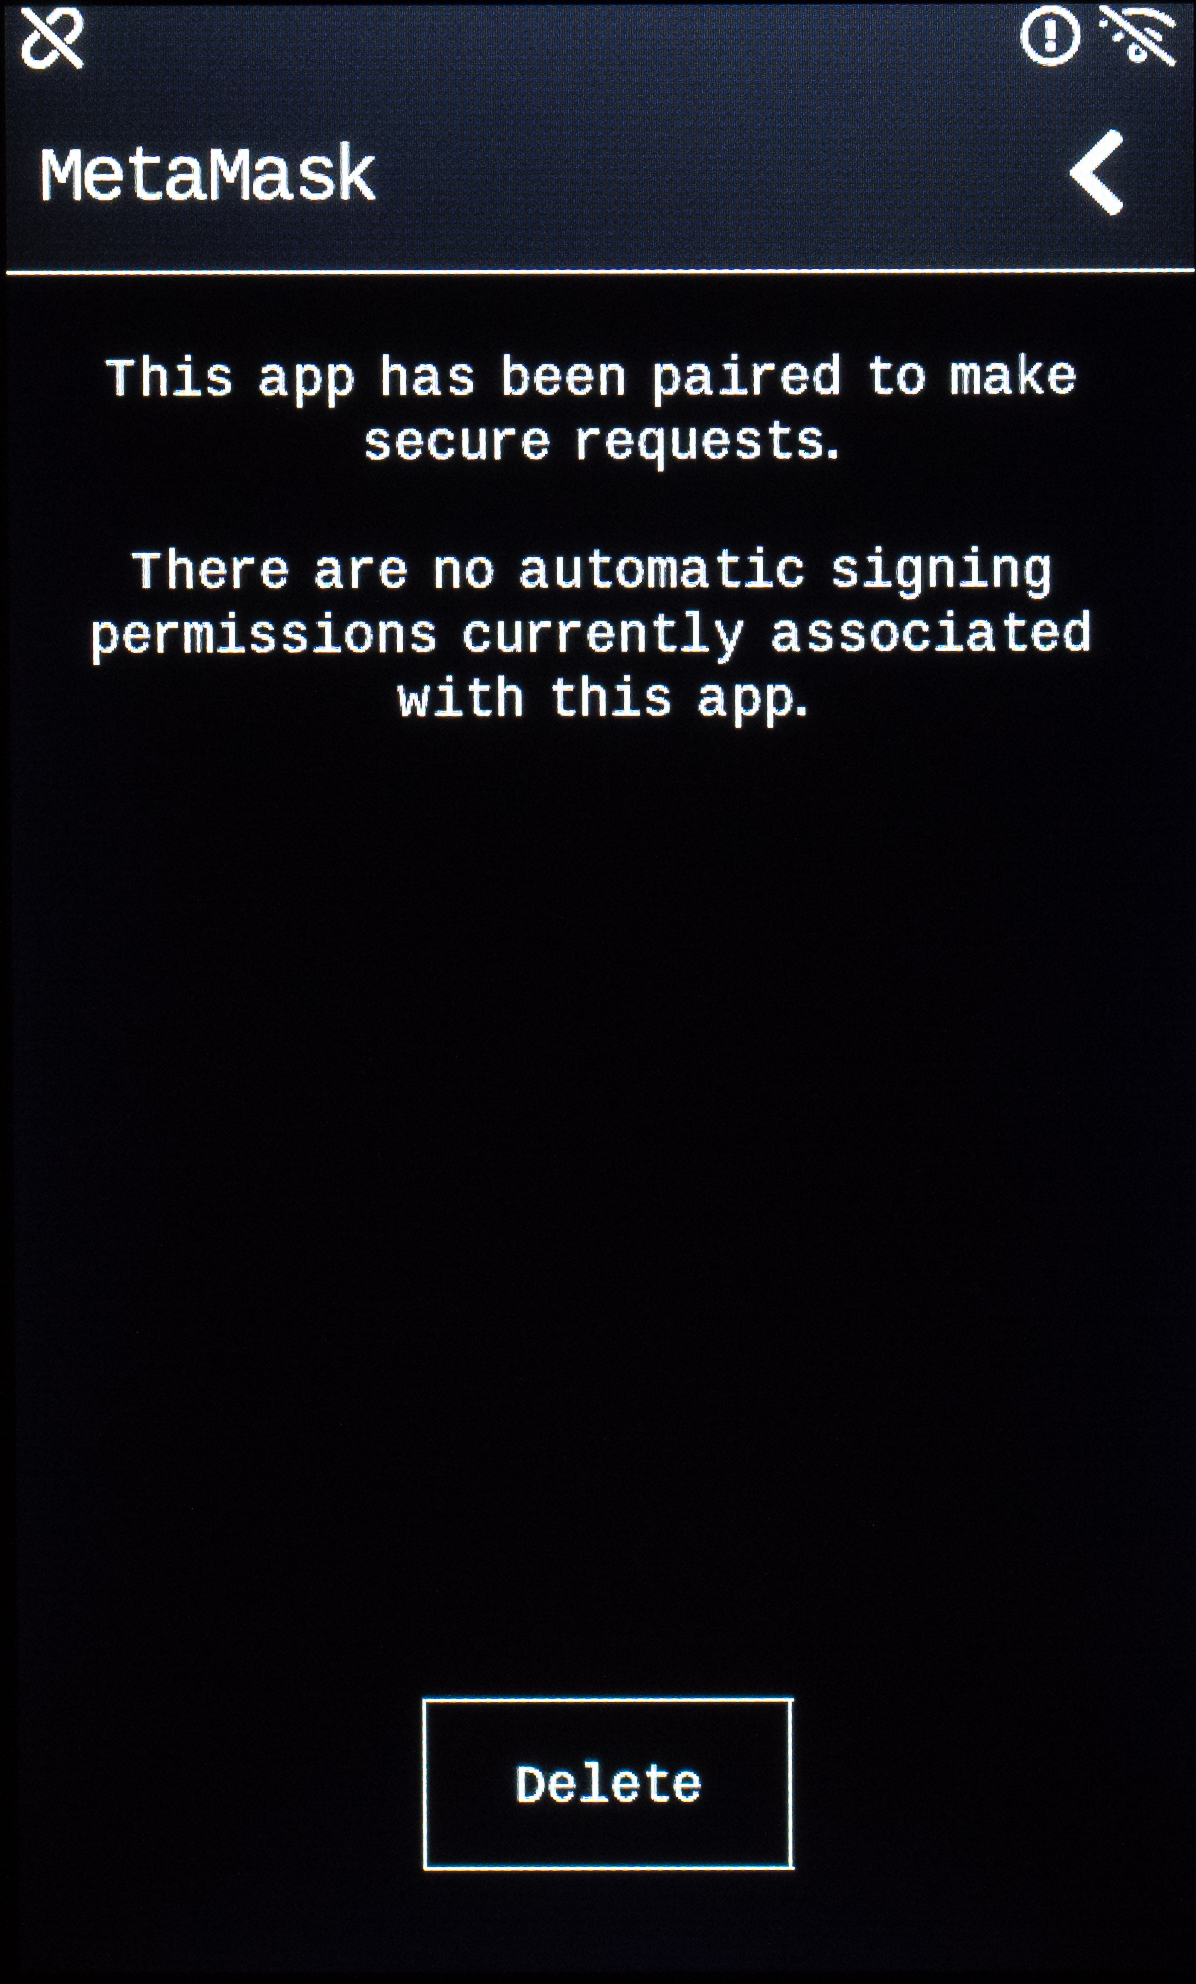 MetaMask
This app has been paired to make
secure requests.
There are no automatic signing
permissions currently associated
with this app.
Delete